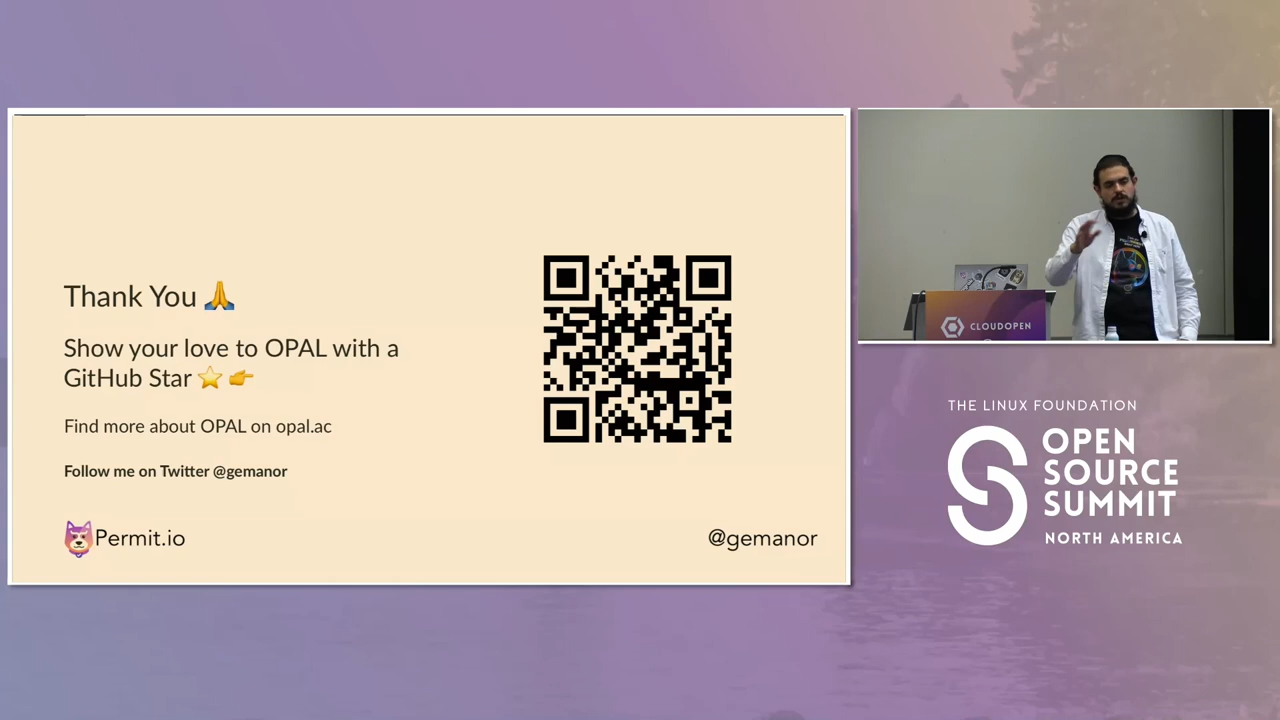 Thank You 🙏
Show your love to OPAL with a
GitHub Star ⭐ 👉
Find more about OPAL on opal.ac
Follow me on Twitter @gemanor
Permit.io
@gemanor
CLOUDOPEN
THE LINUX FOUNDATION
OPEN
SOURCE
SUMMIT
NORTH AMERICA